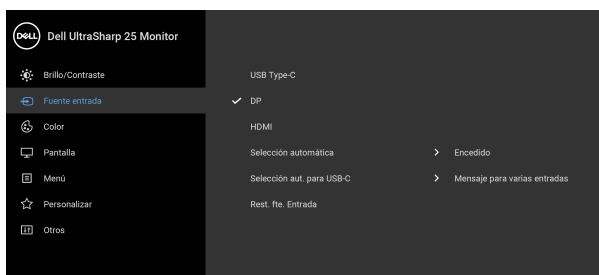 DELL Dell UltraSharp 25 Monitor
Brillo/Contraste USB Type-C
Fuente entrada DP
Color HDMI
Pantalla Selección automática Encedido
Menú Selección aut. para USB-C Mensaje para varias entradas
Personalizar Rest. fte. Entrada
Otros